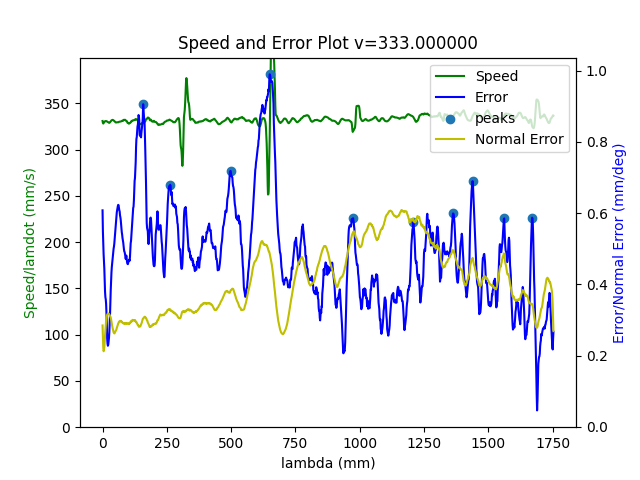 Speed and Error Plot v=333.000000
Speed
Error
peaks
Normal Error
350
300
250
200
150
100
50
0
Speed/lamdot (mm/s)
1.0
0.8
0.6
0.4
0.2
0.0
Error/Normal Error (mm/deg)
0 250 500 750 1000 1250 1500 1750
lambda (mm)